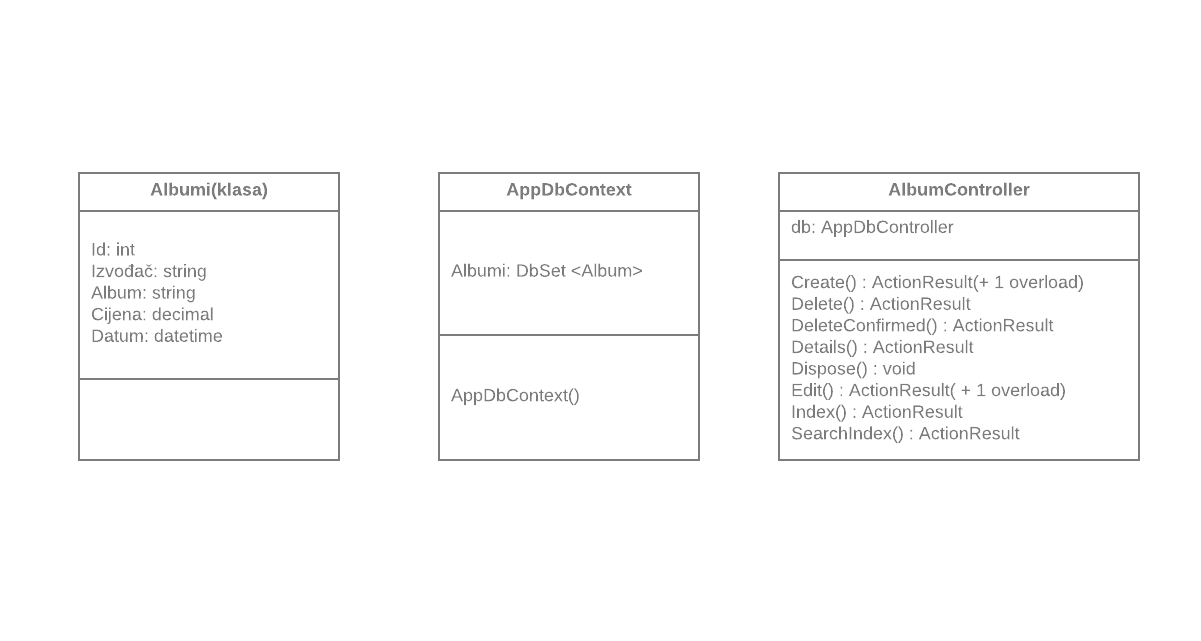 Albumi(klasa)
Id: int
Izvođač: string
Album: string
Cijena: decimal
Datum: datetime
AppDbContext
Albumi: DbSet <Album>
AppDbContext()
AlbumController
db: AppDbController
Create() : ActionResult(+ 1 overload)
Delete() : ActionResult
DeleteConfirmed() : ActionResult
Details() : ActionResult
Dispose() : void
Edit() : ActionResult( + 1 overload)
Index() : ActionResult
SearchIndex() : ActionResult